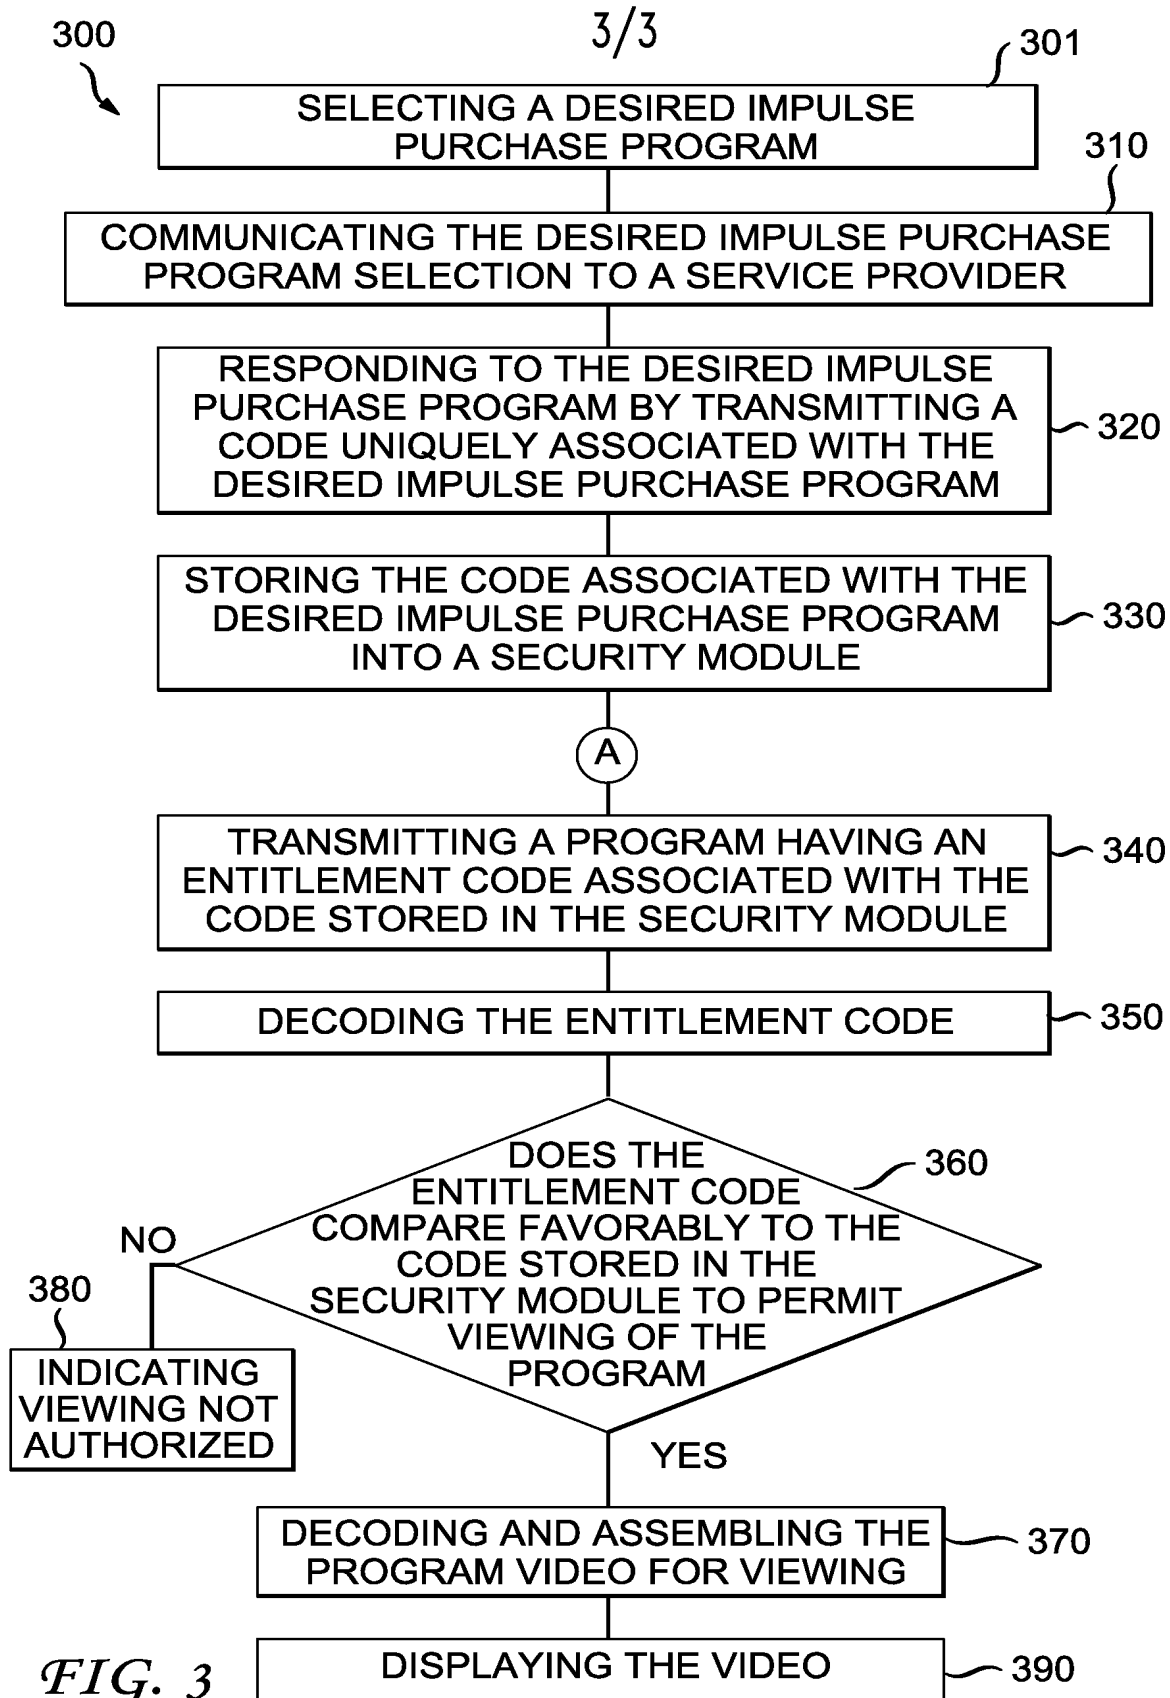 3/3
300
301
SELECTING A DESIRED IMPULSE
PURCHASE PROGRAM
310
COMMUNICATING THE DESIRED IMPULSE PURCHASE
PROGRAM SELECTION TO A SERVICE PROVIDER
RESPONDING TO THE DESIRED IMPULSE
PURCHASE PROGRAM BY TRANSMITTING A
CODE UNIQUELY ASSOCIATED WITH THE
DESIRED IMPULSE PURCHASE PROGRAM
320
STORING THE CODE ASSOCIATED WITH THE
DESIRED IMPULSE PURCHASE PROGRAM
INTO A SECURITY MODULE
330
A
TRANSMITTING A PROGRAM HAVING AN
ENTITLEMENT CODE ASSOCIATED WITH THE
CODE STORED IN THE SECURITY MODULE
340
DECODING THE ENTITLEMENT CODE
350
DOES THE
ENTITLEMENT CODE
COMPARE FAVORABLY TO THE
CODE STORED IN THE
SECURITY MODULE TO PERMIT
VIEWING OF THE
PROGRAM
360
NO
380
INDICATING
VIEWING NOT
AUTHORIZED
YES
DECODING AND ASSEMBLING THE
PROGRAM VIDEO FOR VIEWING
370
DISPLAYING THE VIDEO
390
FIG. 3